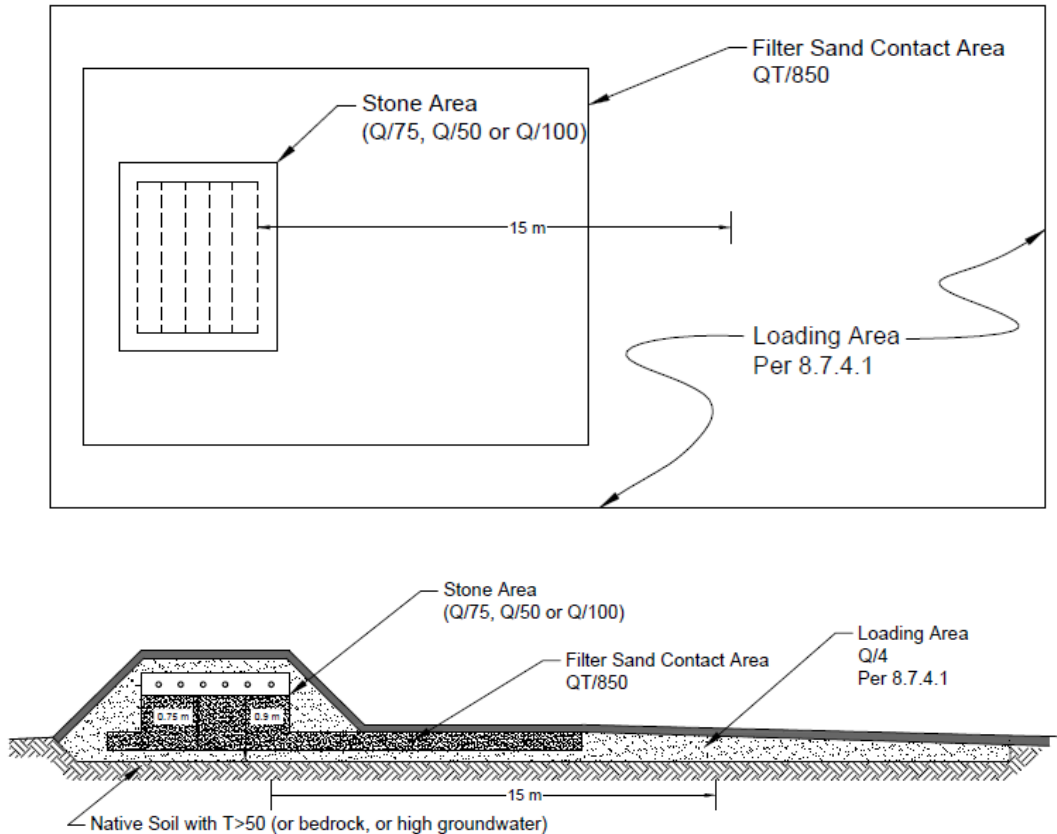 Filter Sand Contact Area
QT/850
Stone Area
(Q/75, Q/50 or Q/100)
15 m
Loading Area
Per 8.7.4.1
Stone Area
(Q/75, Q/50 or Q/100)
Loading Area
Q/4
Per 8.7.4.1
Filter Sand Contact Area
QT/850
0.75 m
0.9 m
15 m
Native Soil with T>50 (or bedrock, or high groundwater)